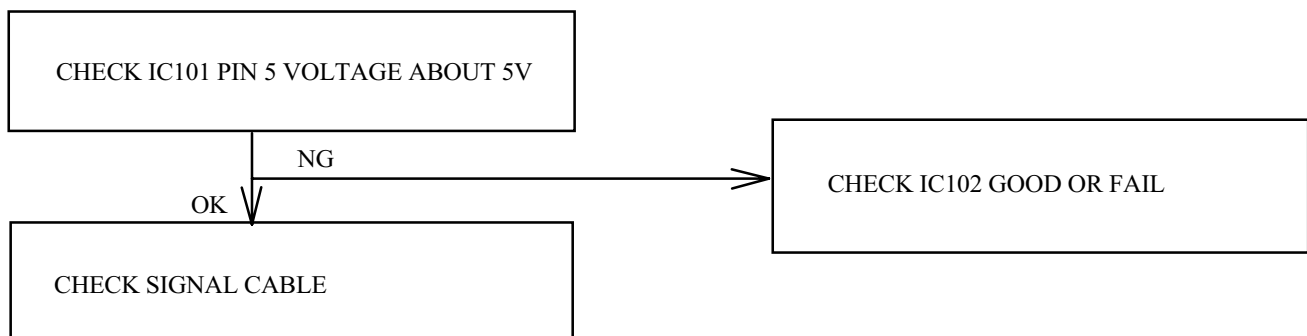 CHECK IC101 PIN 5 VOLTAGE ABOUT 5V
NG
CHECK IC102 GOOD OR FAIL
OK
CHECK SIGNAL CABLE